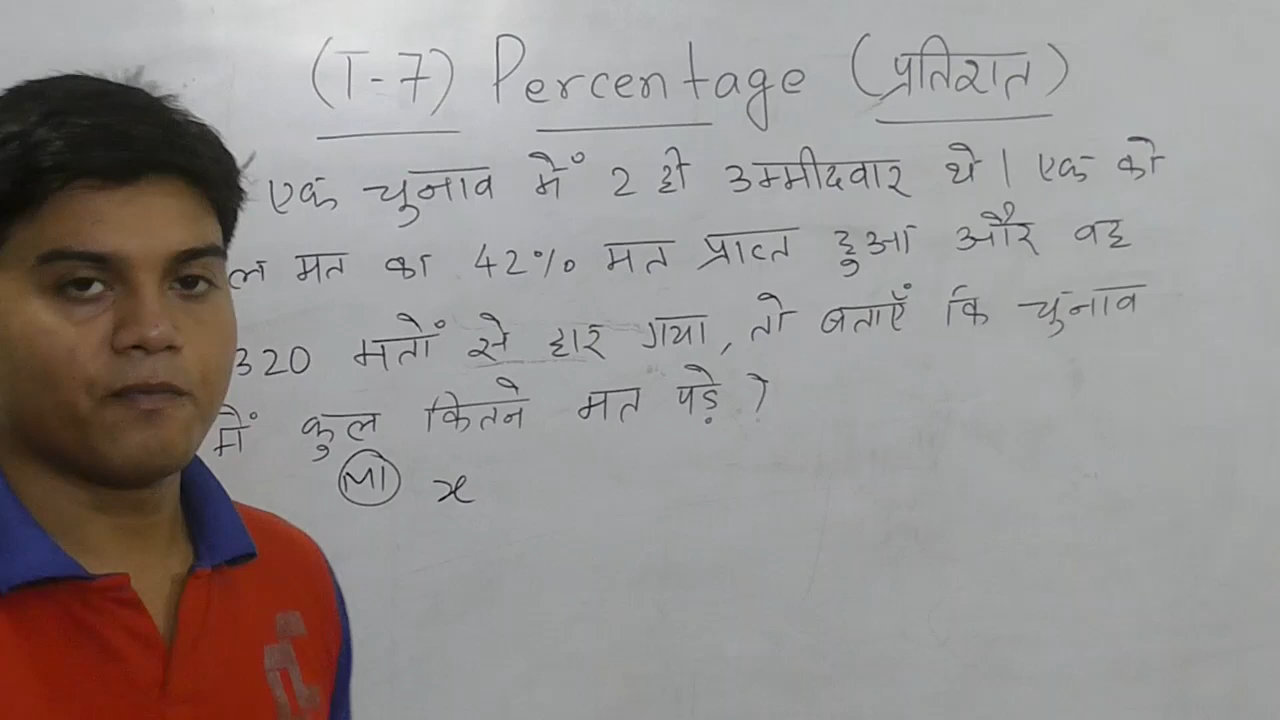 (T-7) Percentage (प्रतिशत)
एक चुनाव में 2 ही उम्मीदवार थे। एक को
ल मत का 42% मत प्राप्त हुआ और वह
320 मतों से हार गया, तो बताएँ कि चुनाव
में कुल कितने मत पड़े ?
M1 x